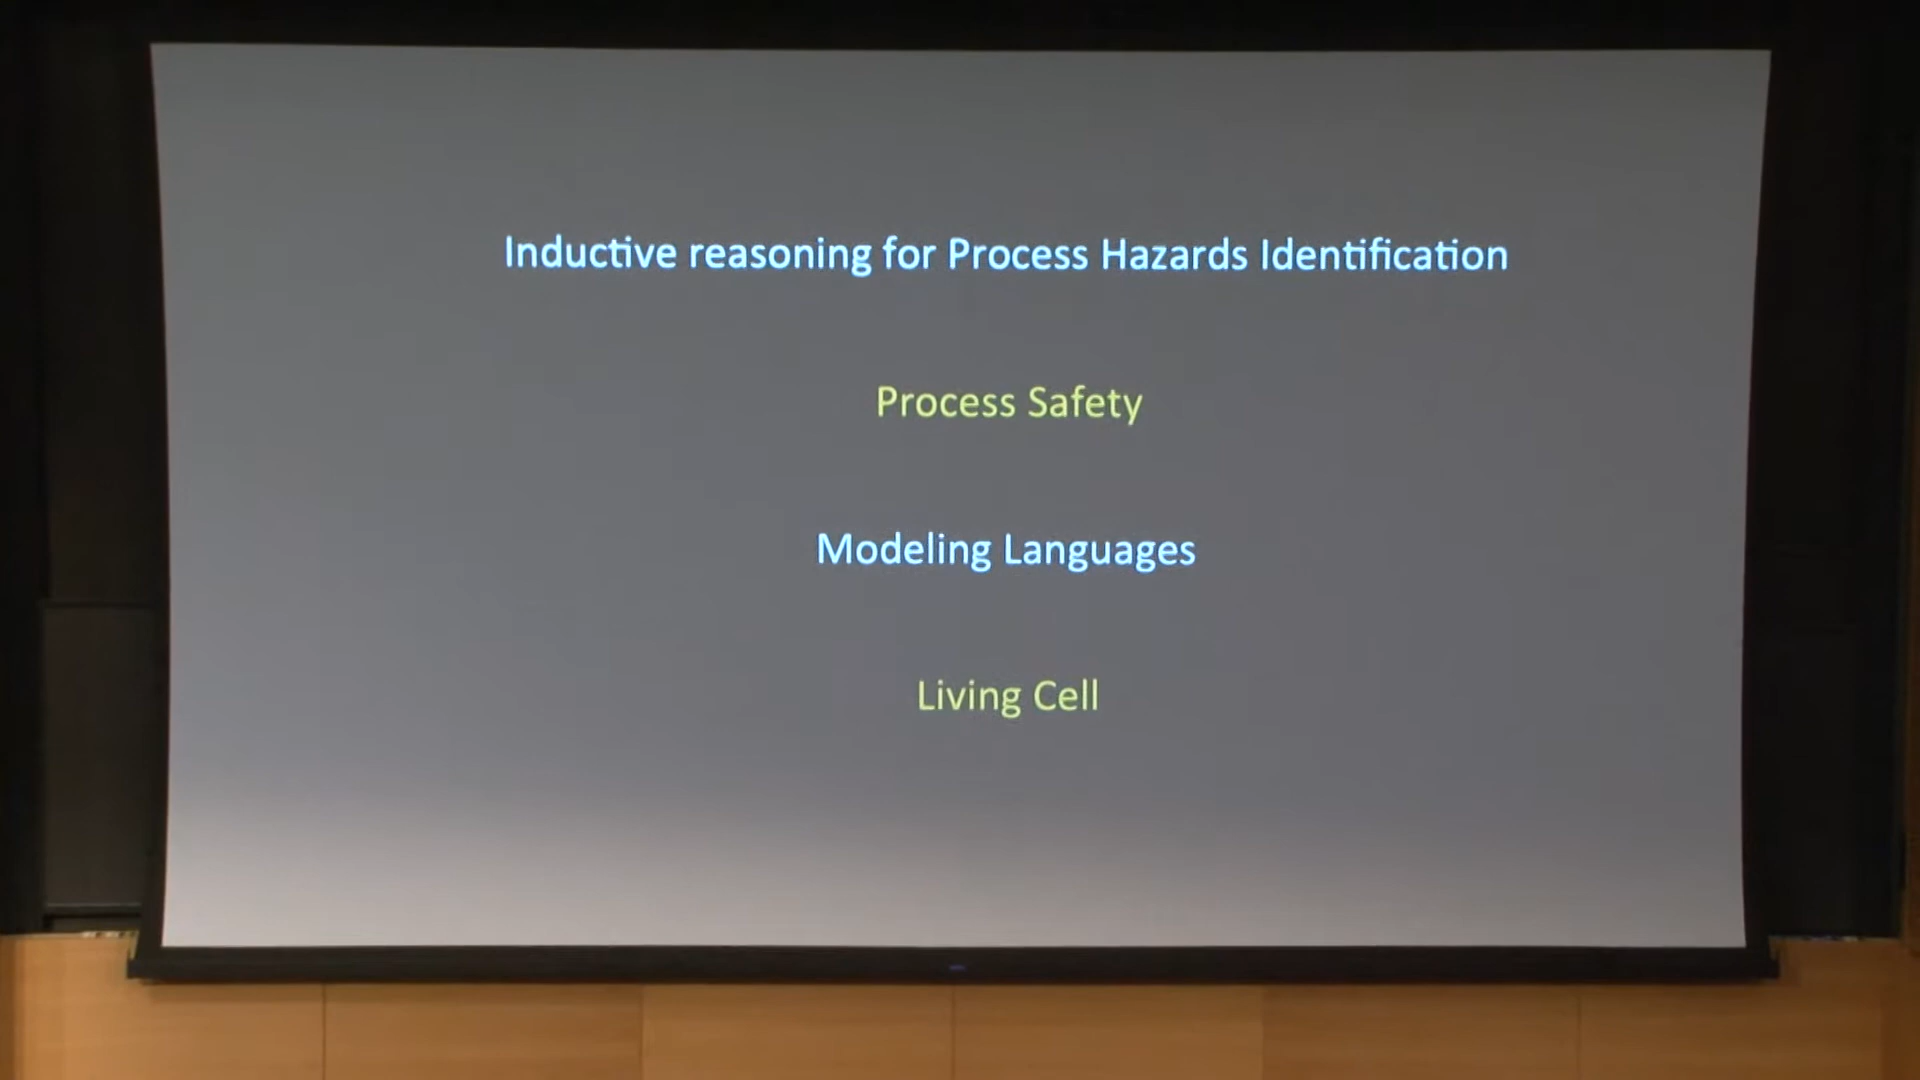 Inductive reasoning for Process Hazards Identification
Process Safety
Modeling Languages
Living Cell